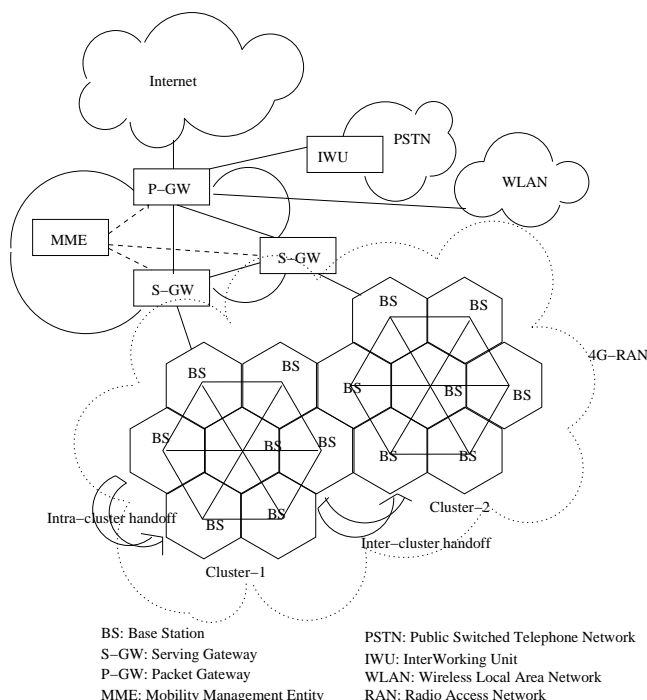 Internet
PSTN
IWU
WLAN
P-GW
MME
S-GW
S-GW
BS
BS
4G-RAN
BS
BS
BS
BS
BS
BS
BS
BS
BS
BS
BS
BS
Cluster-2
Intra-cluster handoff
Inter-cluster handoff
Cluster-1
BS: Base Station
S-GW: Serving Gateway
P-GW: Packet Gateway
MME: Mobility Management Entity
PSTN: Public Switched Telephone Network
IWU: InterWorking Unit
WLAN: Wireless Local Area Network
RAN: Radio Access Network